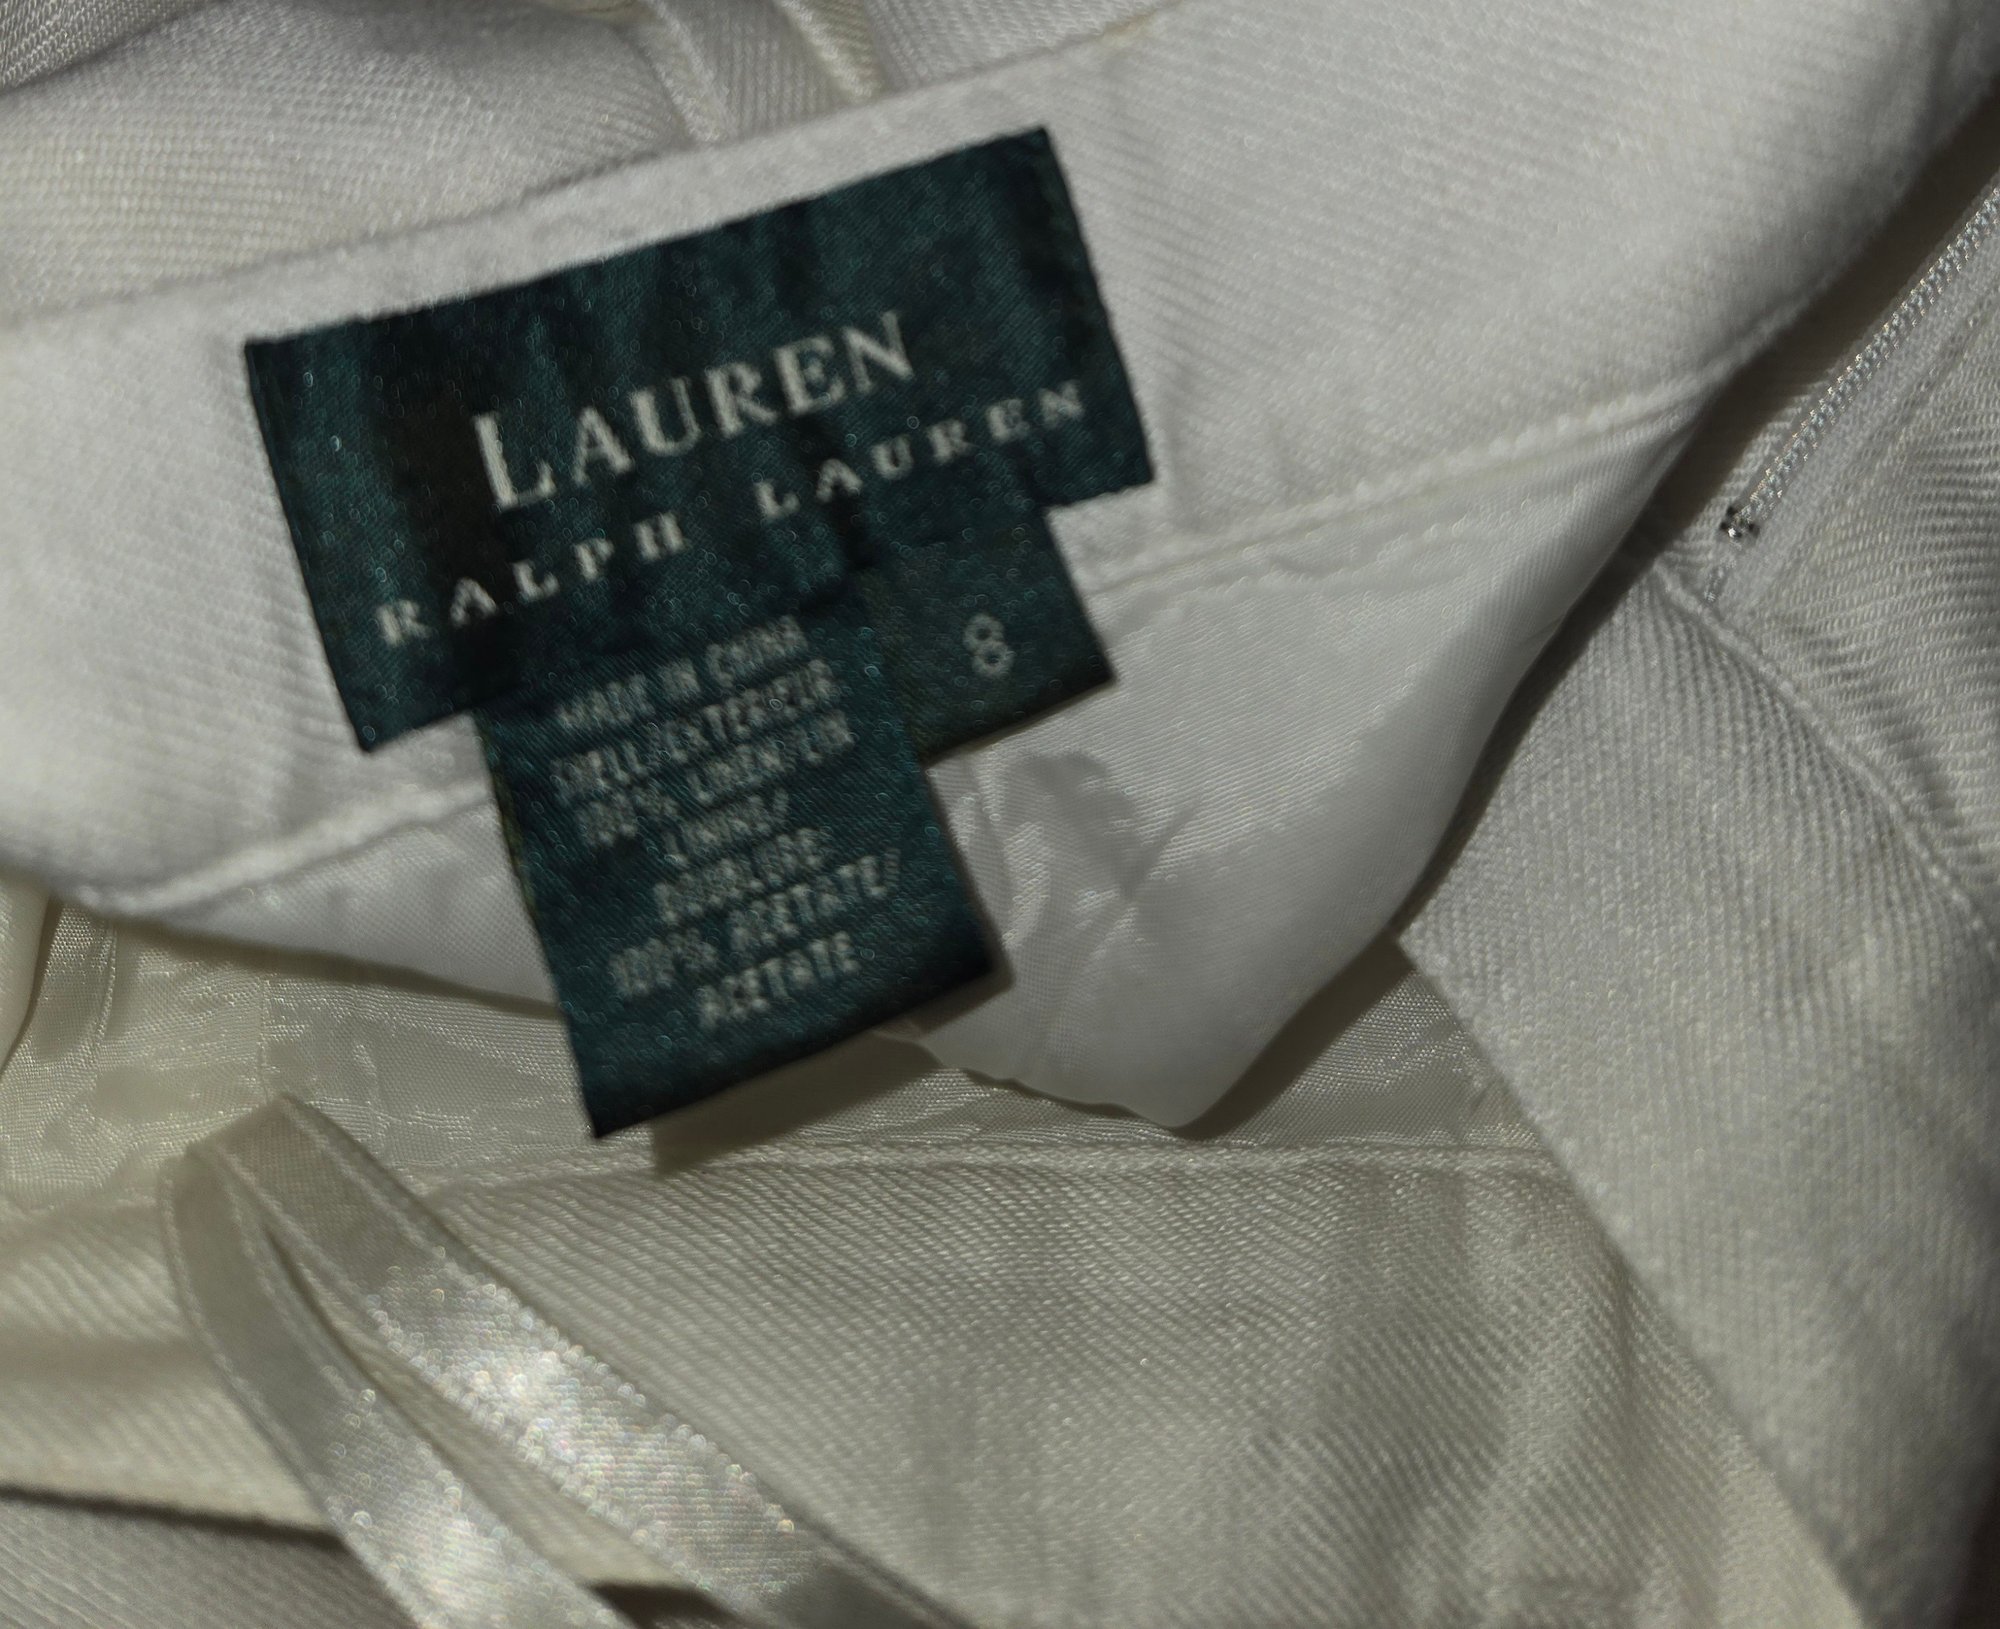 LAUREN
RALPH LAUREN
8
MADE IN CHINA
SHELL/EXTERIEUR
100% LINEN/LIN
LINING/
DOUBLURE:
100% ACETATE/
ACETATE